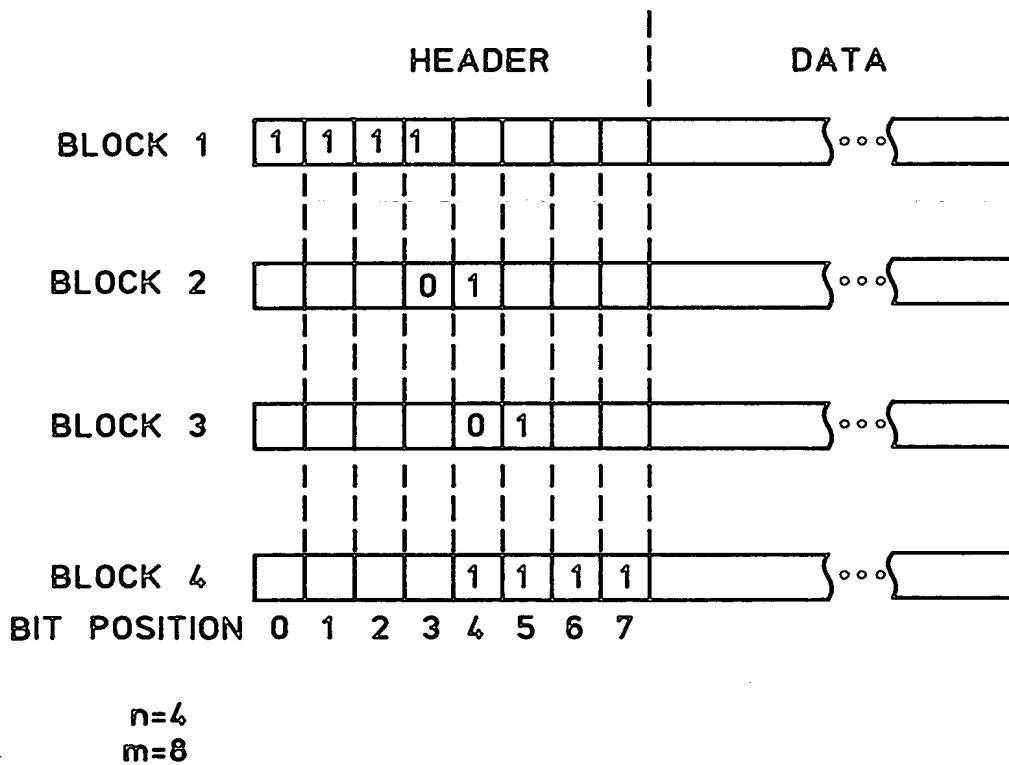 HEADER DATA
BLOCK 1 1 1 1 1
BLOCK 2 0 1
BLOCK 3 0 1
BLOCK 4 1 1 1 1
BIT POSITION 0 1 2 3 4 5 6 7
n=4
m=8